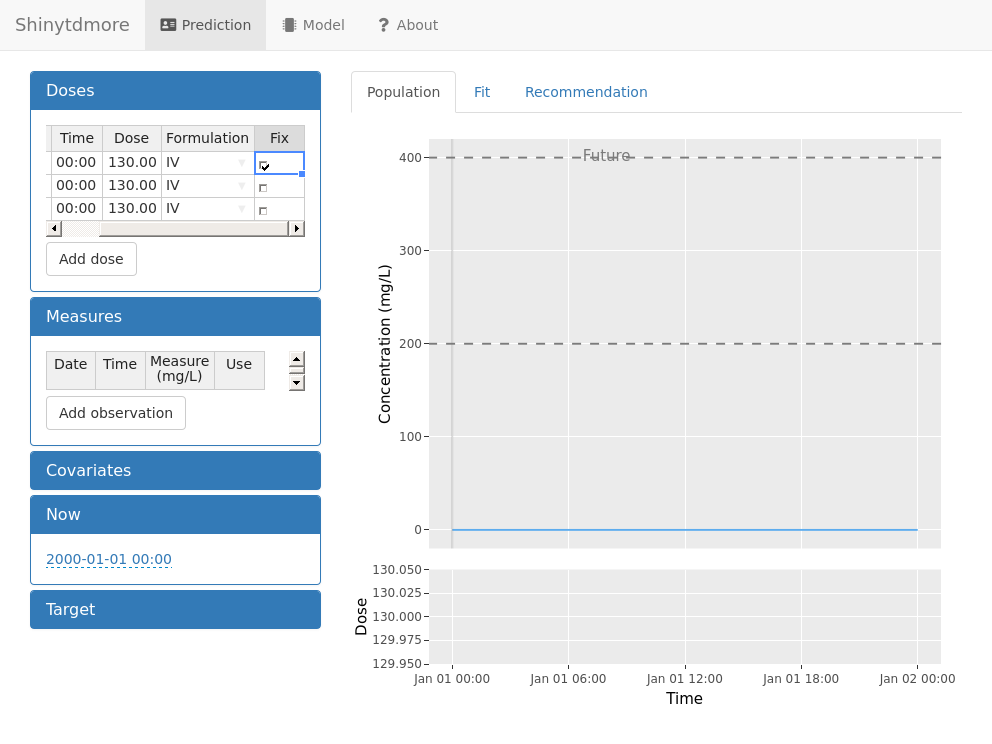 Shinytdmore Prediction Model ? About
Doses
Time Dose Formulation Fix
00:00 130.00 IV
00:00 130.00 IV
00:00 130.00 IV
Add dose
Measures
Date Time Measure (mg/L) Use
Add observation
Covariates
Now
2000-01-01 00:00
Target
Population Fit Recommendation
Future
Concentration (mg/L)
400
300
200
100
0
Dose
130.050
130.025
130.000
129.975
129.950
Jan 01 00:00 Jan 01 06:00 Jan 01 12:00 Jan 01 18:00 Jan 02 00:00
Time